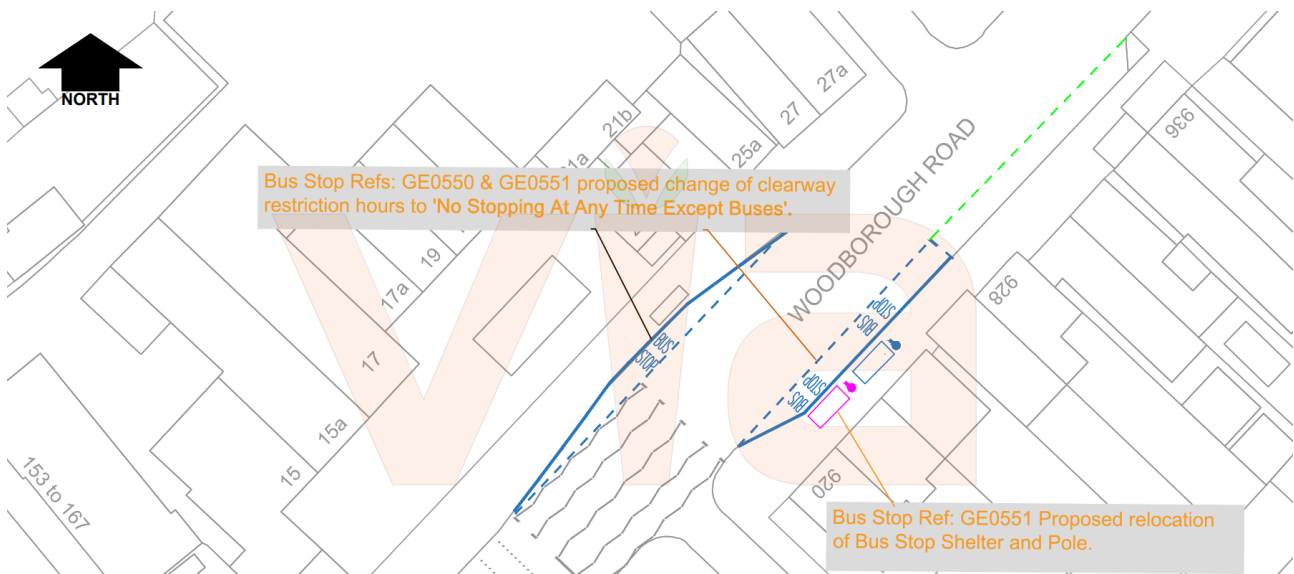 NORTH
21b
27
27a
25a
936
Bus Stop Refs: GE0550 & GE0551 proposed change of clearway
restriction hours to 'No Stopping At Any Time Except Buses'.
WOODBOROUGH ROAD
19
17a
17
15a
15
153 to 167
928
BUS
STOP
BUS
STOP
BUS
STOP
920
Bus Stop Ref: GE0551 Proposed relocation
of Bus Stop Shelter and Pole.
via